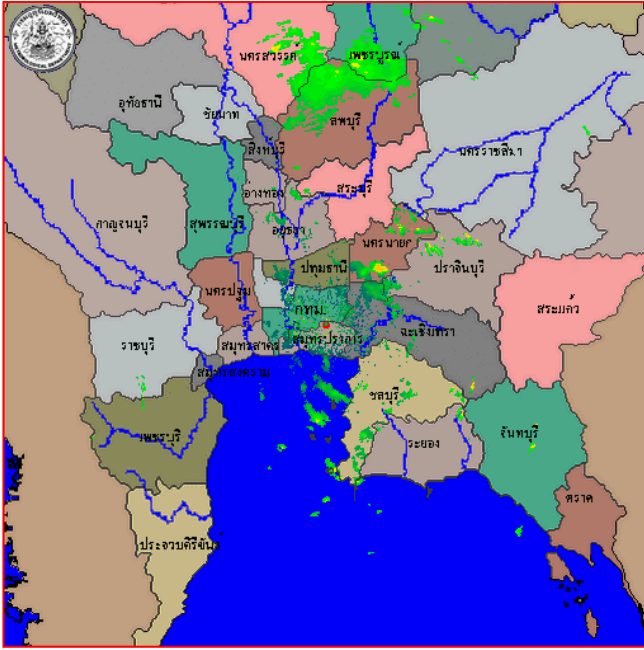 นครสวรรค์
เพชรบูรณ์
อุทัยธานี
ชัยนาท
ลพบุรี
สิงห์บุรี
นครราชสีมา
อ่างทอง
สระบุรี
กาญจนบุรี
สุพรรณบุรี
อยุธยา
นครนายก
ปทุมธานี
ปราจีนบุรี
นครปฐม
สระแก้ว
กทม.
ฉะเชิงเทรา
ราชบุรี
สมุทรสาคร
สมุทรปราการ
สมุทรสงคราม
ชลบุรี
เพชรบุรี
จันทบุรี
ระยอง
ตราด
ประจวบคีรีขันธ์